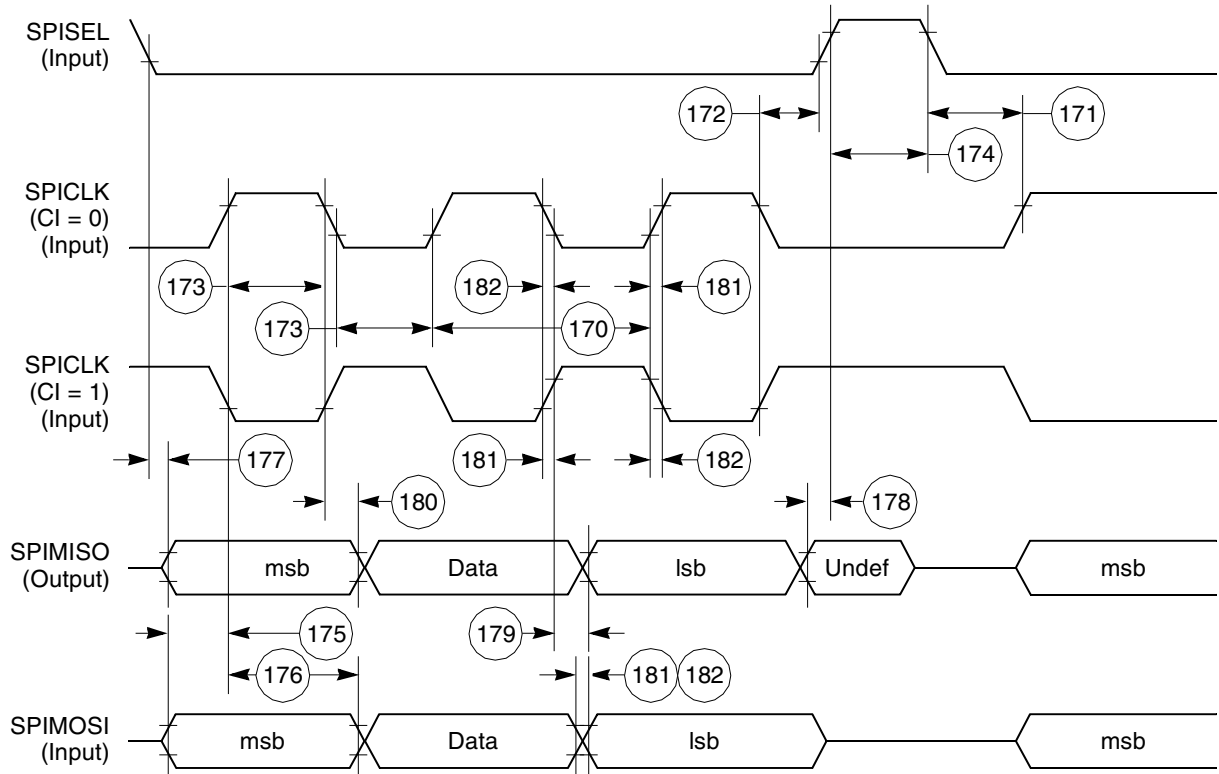 SPISEL
(Input)
172
171
174
SPICLK
(CI = 0)
(Input)
173
182
181
173
170
SPICLK
(CI = 1)
(Input)
177
181
182
180
178
SPIMISO
(Output)
msb
Data
lsb
Undef
msb
175
179
176
181
182
SPIMOSI
(Input)
msb
Data
lsb
msb